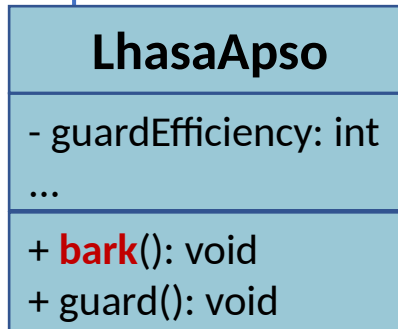 LhasaApso
- guardEfficiency: int
...
+ bark(): void
+ guard(): void